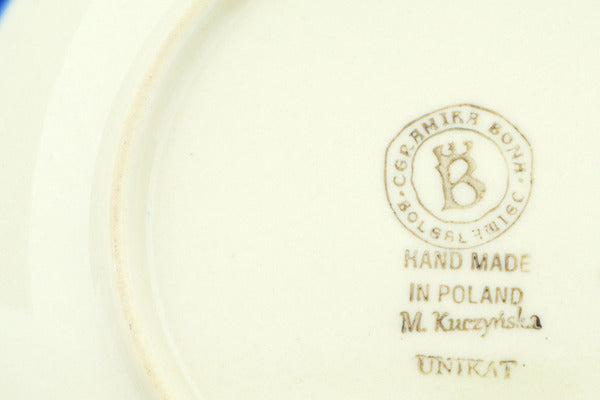 CERAMIKA BONA
BOLESŁAWIEC
B
HAND MADE
IN POLAND
M. Kuczyńska
UNIKAT